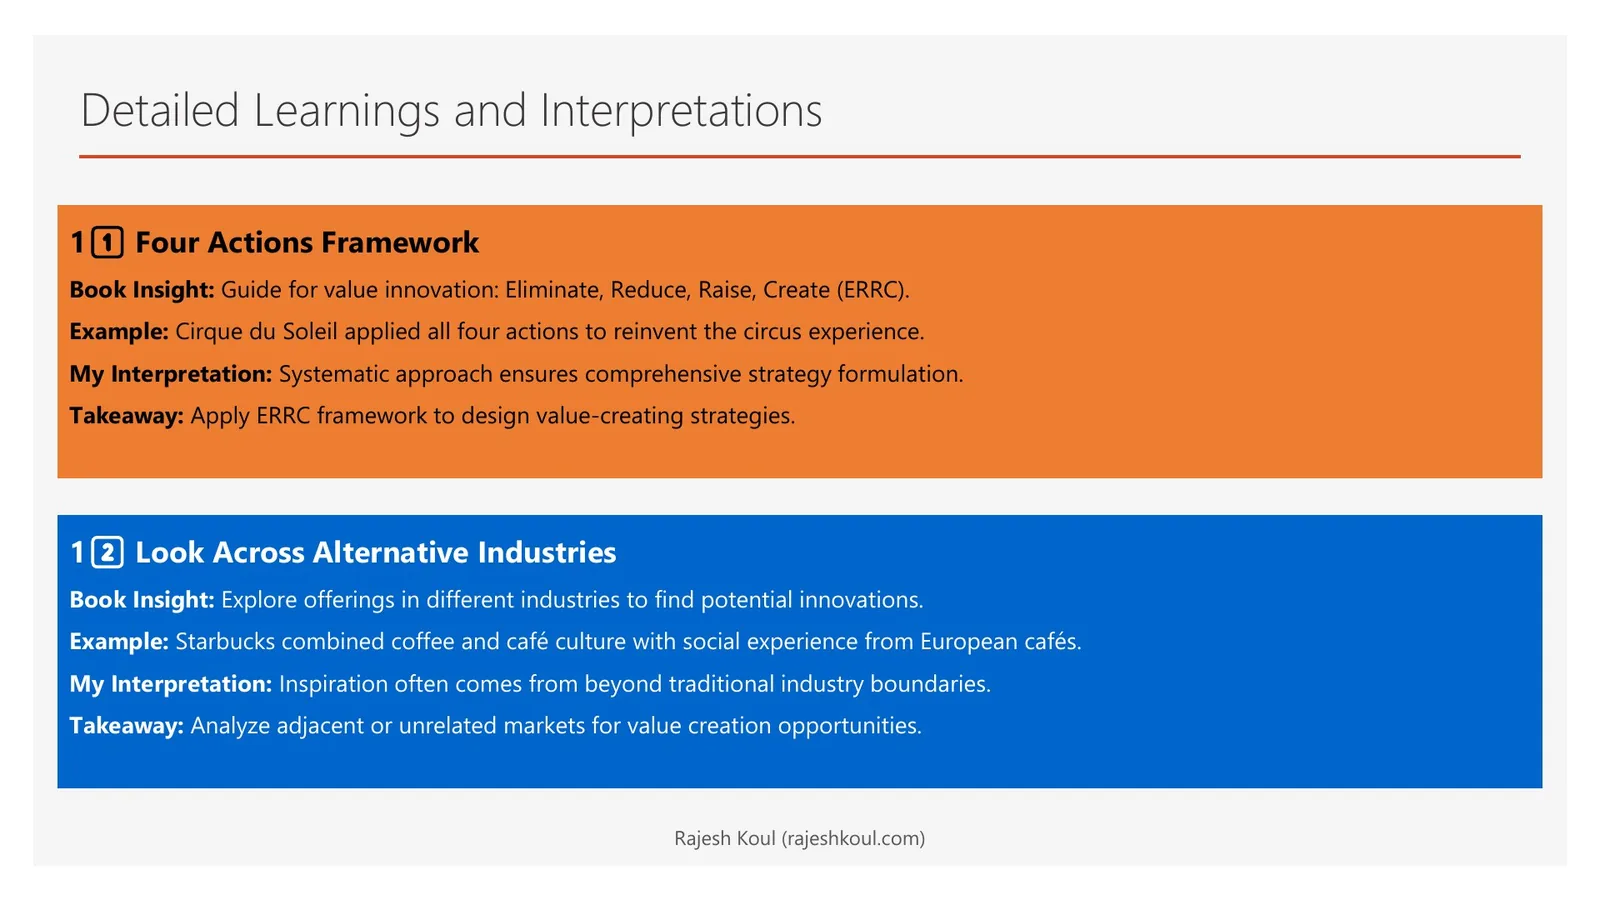 Detailed Learnings and Interpretations
11️⃣ Four Actions Framework
Book Insight: Guide for value innovation: Eliminate, Reduce, Raise, Create (ERRC).
Example: Cirque du Soleil applied all four actions to reinvent the circus experience.
My Interpretation: Systematic approach ensures comprehensive strategy formulation.
Takeaway: Apply ERRC framework to design value-creating strategies.
12️⃣ Look Across Alternative Industries
Book Insight: Explore offerings in different industries to find potential innovations.
Example: Starbucks combined coffee and café culture with social experience from European cafés.
My Interpretation: Inspiration often comes from beyond traditional industry boundaries.
Takeaway: Analyze adjacent or unrelated markets for value creation opportunities.
Rajesh Koul (rajeshkoul.com)